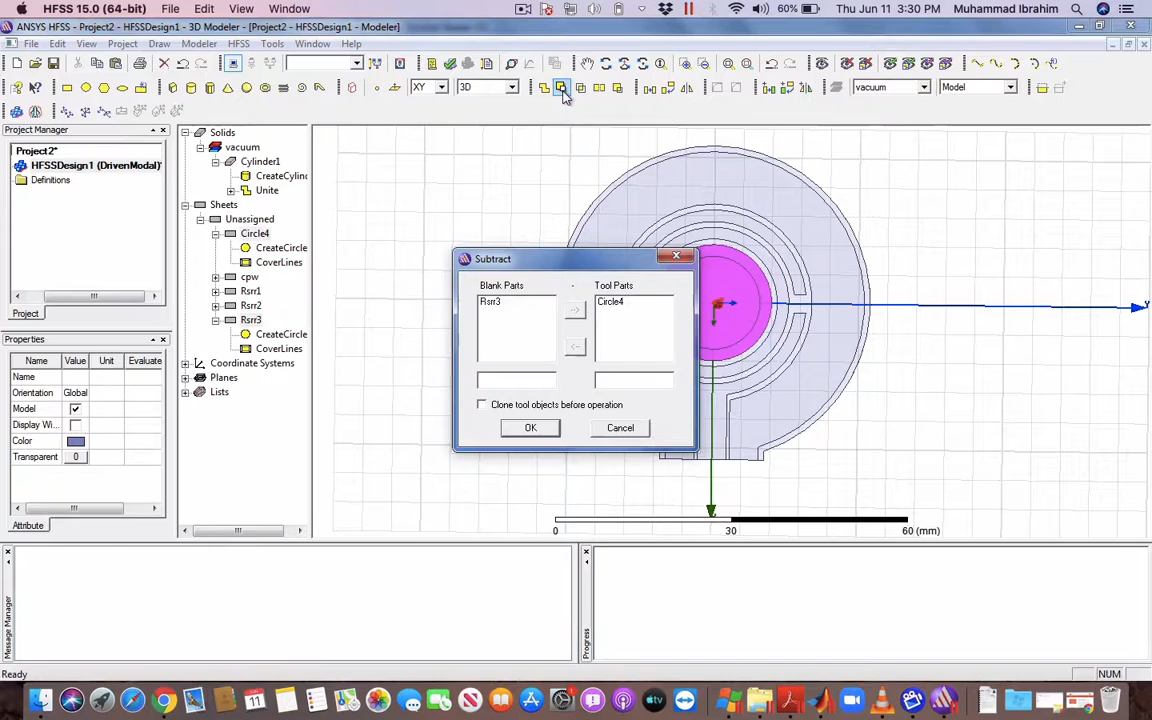 HFSS 15.0 (64-bit) File Edit View Window 60% Thu Jun 11 3:30 PM Muhammad Ibrahim
ANSYS HFSS - Project2 - HFSSDesign1 - 3D Modeler - [Project2 - HFSSDesign1 - Modeler]
File Edit View Project Draw Modeler HFSS Tools Window Help
XY 3D vacuum Model
Project Manager
Project2*
HFSSDesign1 (DrivenModal)*
Definitions
Project
Properties
Name Value Unit Evaluate
Name
Orientation Global
Model
Display Wi...
Color
Transparent 0
Attribute
Solids
vacuum
Cylinder1
CreateCylin
Unite
Sheets
Unassigned
Circle4
CreateCircle
CoverLines
cpw
Rsrr1
Rsrr2
Rsrr3
CreateCircle
CoverLines
Coordinate Systems
Planes
Lists
Subtract
Blank Parts - Tool Parts
Rsrr3 Circle4
Clone tool objects before operation
OK Cancel
0 30 60 (mm)
Message Manager
Progress
Ready
NUM